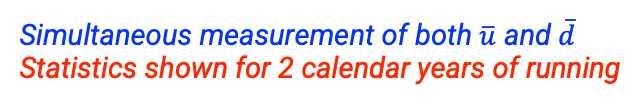 Simultaneous measurement of both ū and d̄
Statistics shown for 2 calendar years of running